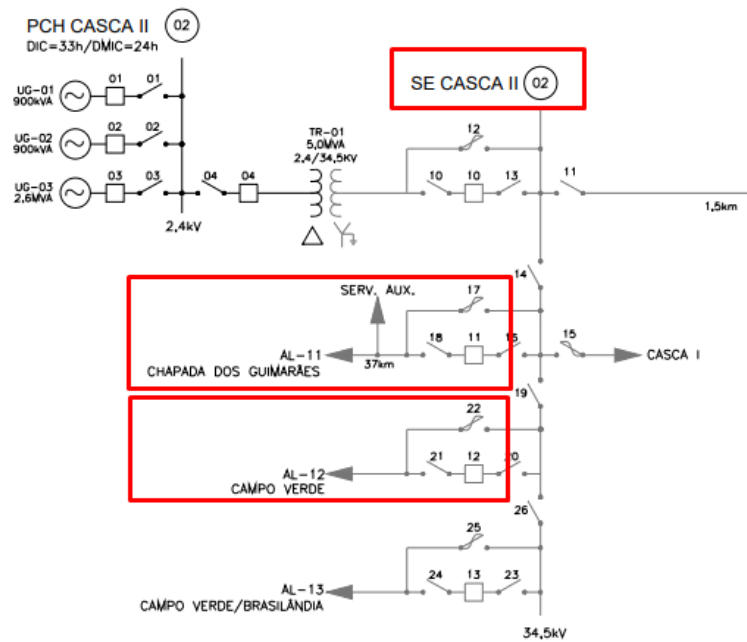 PCH CASCA II 02
DIC=33h/DMIC=24h
SE CASCA II 02
UG-01
900kVA
01
01
UG-02
900kVA
02
02
UG-03
2,6MVA
03
03
04
04
2,4kV
TR-01
5,0MVA
2,4/34,5KV
12
10
10
13
11
1,5km
14
SERV. AUX.
17
AL-11
CHAPADA DOS GUIMARÃES
37km
18
11
16
15
CASCA I
19
22
AL-12
CAMPO VERDE
21
12
20
26
25
AL-13
CAMPO VERDE/BRASILÂNDIA
24
13
23
34,5kV